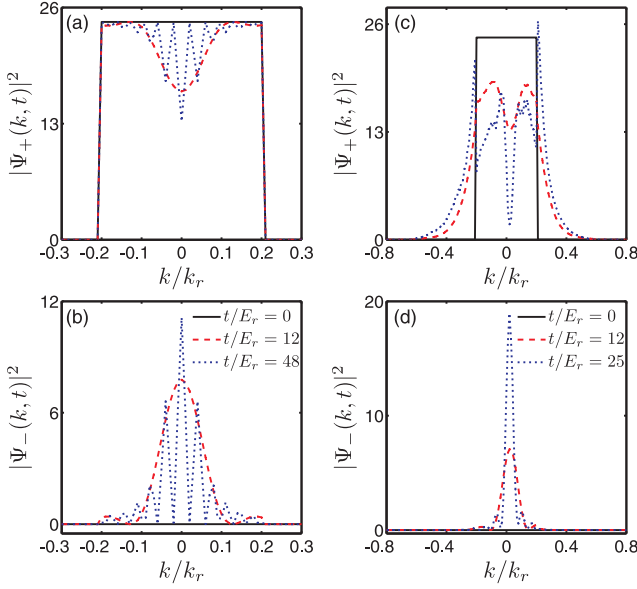 (a)
26
13
0
|Ψ₊(k, t)|²
-0.3 -0.2 -0.1 0 0.1 0.2 0.3
k/kᵣ
(c)
26
13
0
|Ψ₊(k, t)|²
-0.8 -0.4 0 0.4 0.8
k/kᵣ
(b)
12
6
0
|Ψ₋(k, t)|²
t/Eᵣ = 0
t/Eᵣ = 12
t/Eᵣ = 48
-0.3 -0.2 -0.1 0 0.1 0.2 0.3
k/kᵣ
(d)
20
10
0
|Ψ₋(k, t)|²
t/Eᵣ = 0
t/Eᵣ = 12
t/Eᵣ = 25
-0.8 -0.4 0 0.4 0.8
k/kᵣ